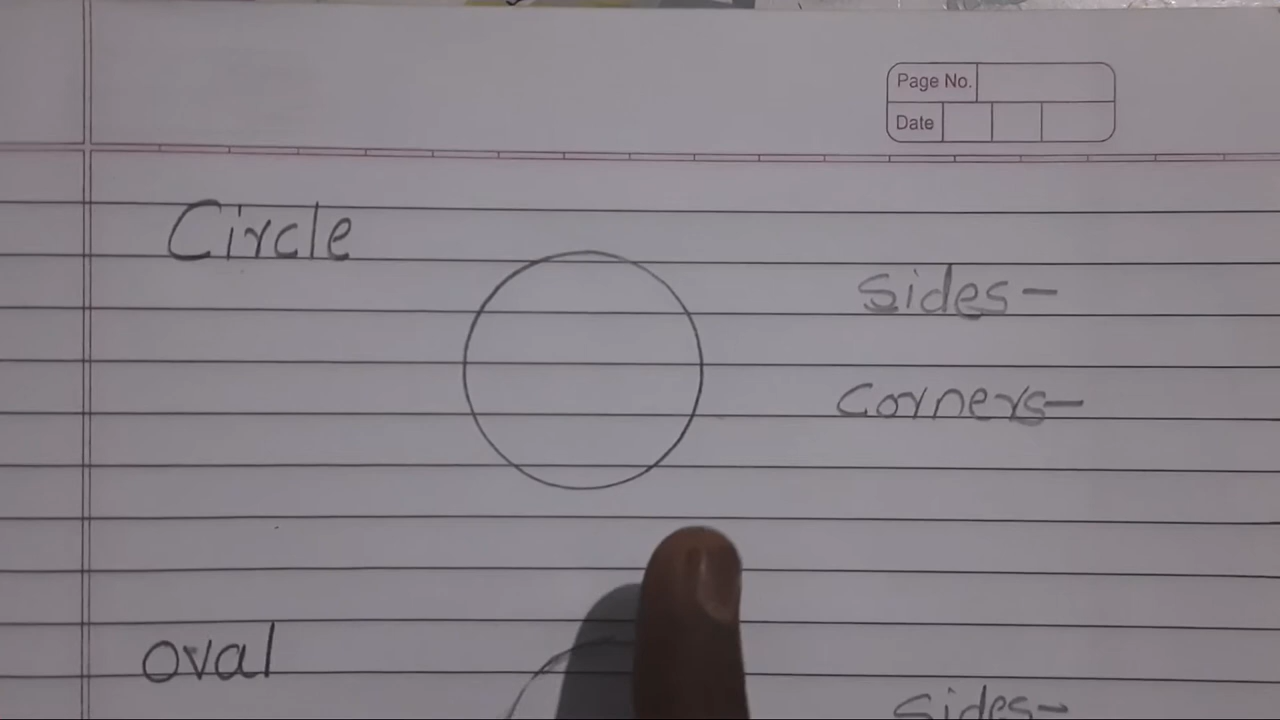 Page No.
Date
Circle
Sides-
Corners-
oval
Sides-